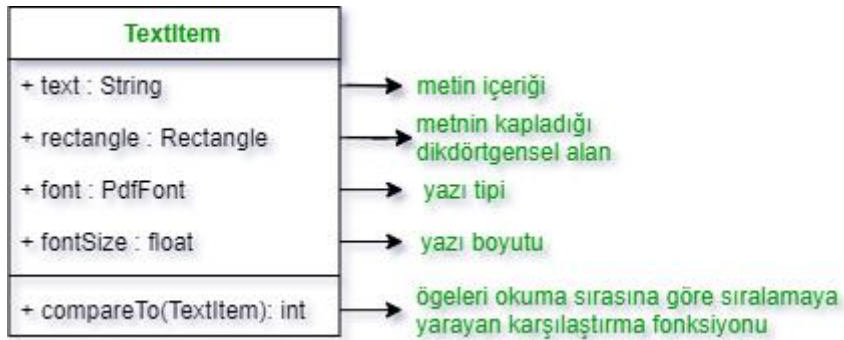 TextItem
+ text : String
metin içeriği
+ rectangle : Rectangle
metnin kapladığı
dikdörtgensel alan
+ font : PdfFont
yazı tipi
+ fontSize : float
yazı boyutu
+ compareTo(TextItem): int
ögeleri okuma sırasına göre sıralamaya
yarayan karşılaştırma fonksiyonu